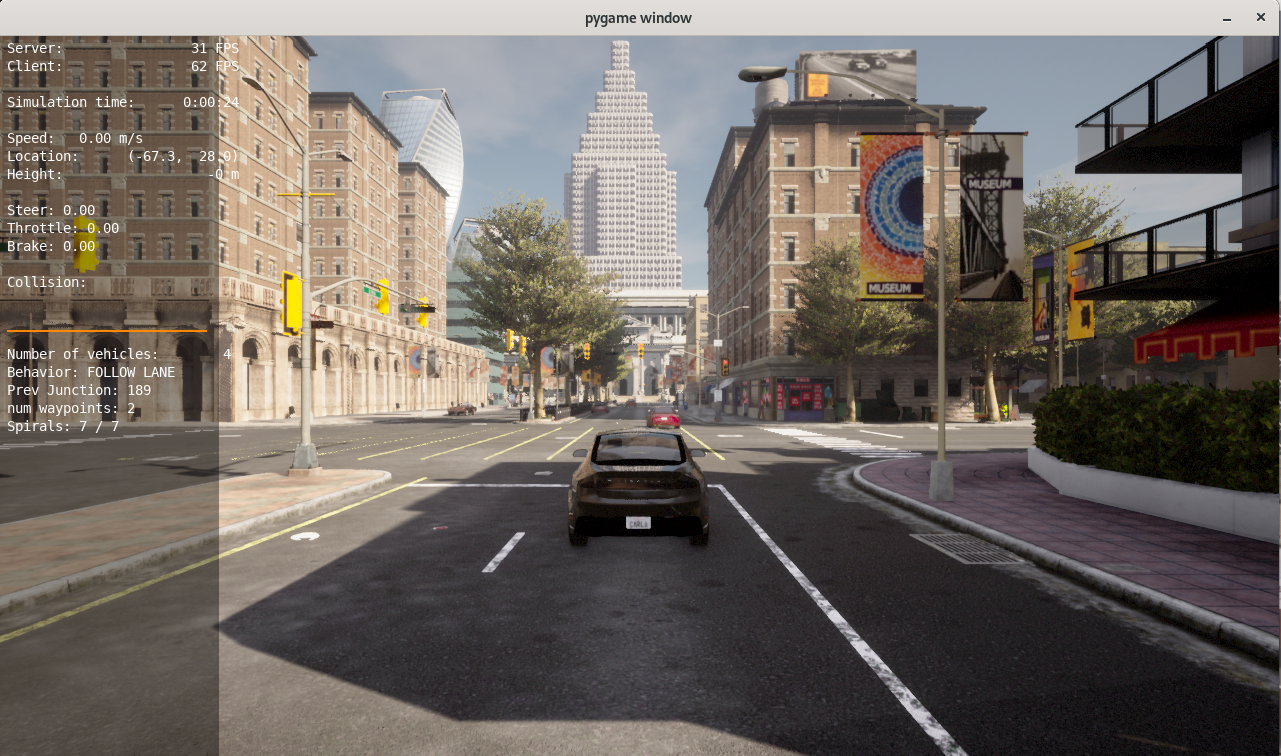 pygame window
Server: 31 FPS
Client: 62 FPS
Simulation time: 0:00:24
Speed: 0.00 m/s
Location: (-67.3, 28.0)
Height: -0 m
Steer: 0.00
Throttle: 0.00
Brake: 0.00
Collision:
Number of vehicles: 4
Behavior: FOLLOW LANE
Prev Junction: 189
num waypoints: 2
Spirals: 7 / 7
MUSEUM
MUSEUM
CARLA